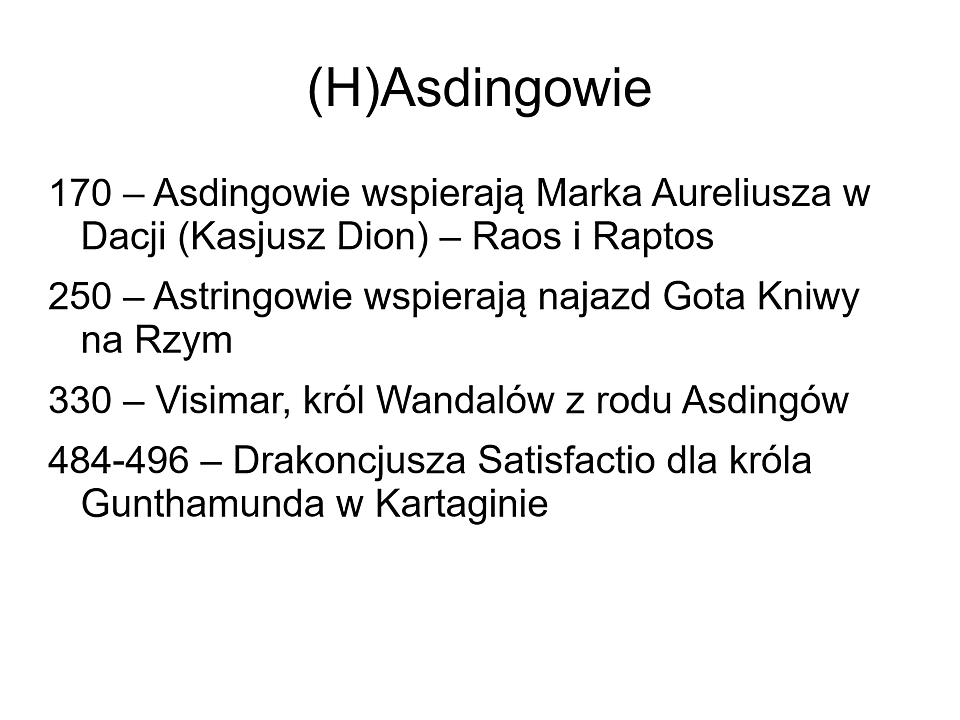 (H)Asdingowie
170 – Asdingowie wspierają Marka Aureliusza w
Dacji (Kasjusz Dion) – Raos i Raptos
250 – Astringowie wspierają najazd Gota Kniwy
na Rzym
330 – Visimar, król Wandalów z rodu Asdingów
484-496 – Drakoncjusza Satisfactio dla króla
Gunthamunda w Kartaginie